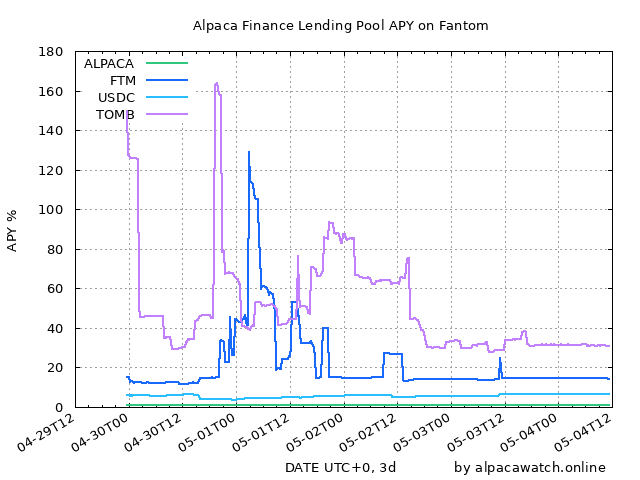 Alpaca Finance Lending Pool APY on Fantom
180
160
140
120
100
80
60
40
20
0
APY %
ALPACA
FTM
USDC
TOMB
04-29T12
04-30T00
04-30T12
05-01T00
05-01T12
05-02T00
05-02T12
05-03T00
05-03T12
05-04T00
05-04T12
DATE UTC+0, 3d
by alpacawatch.online